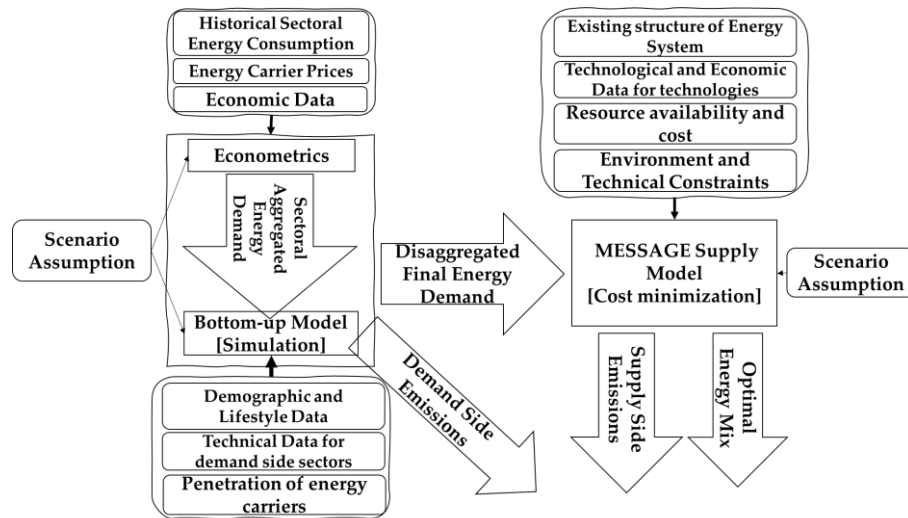 Historical Sectoral
Energy Consumption
Energy Carrier Prices
Economic Data
Econometrics
Sectoral
Aggregated
Energy
Demand
Scenario
Assumption
Bottom-up Model
[Simulation]
Demographic and
Lifestyle Data
Technical Data for
demand side sectors
Penetration of energy
carriers
Disaggregated
Final Energy
Demand
Demand Side
Emissions
Existing structure of Energy
System
Technological and Economic
Data for technologies
Resource availability and
cost
Environment and
Technical Constraints
MESSAGE Supply
Model
[Cost minimization]
Scenario
Assumption
Supply Side
Emissions
Optimal
Energy Mix